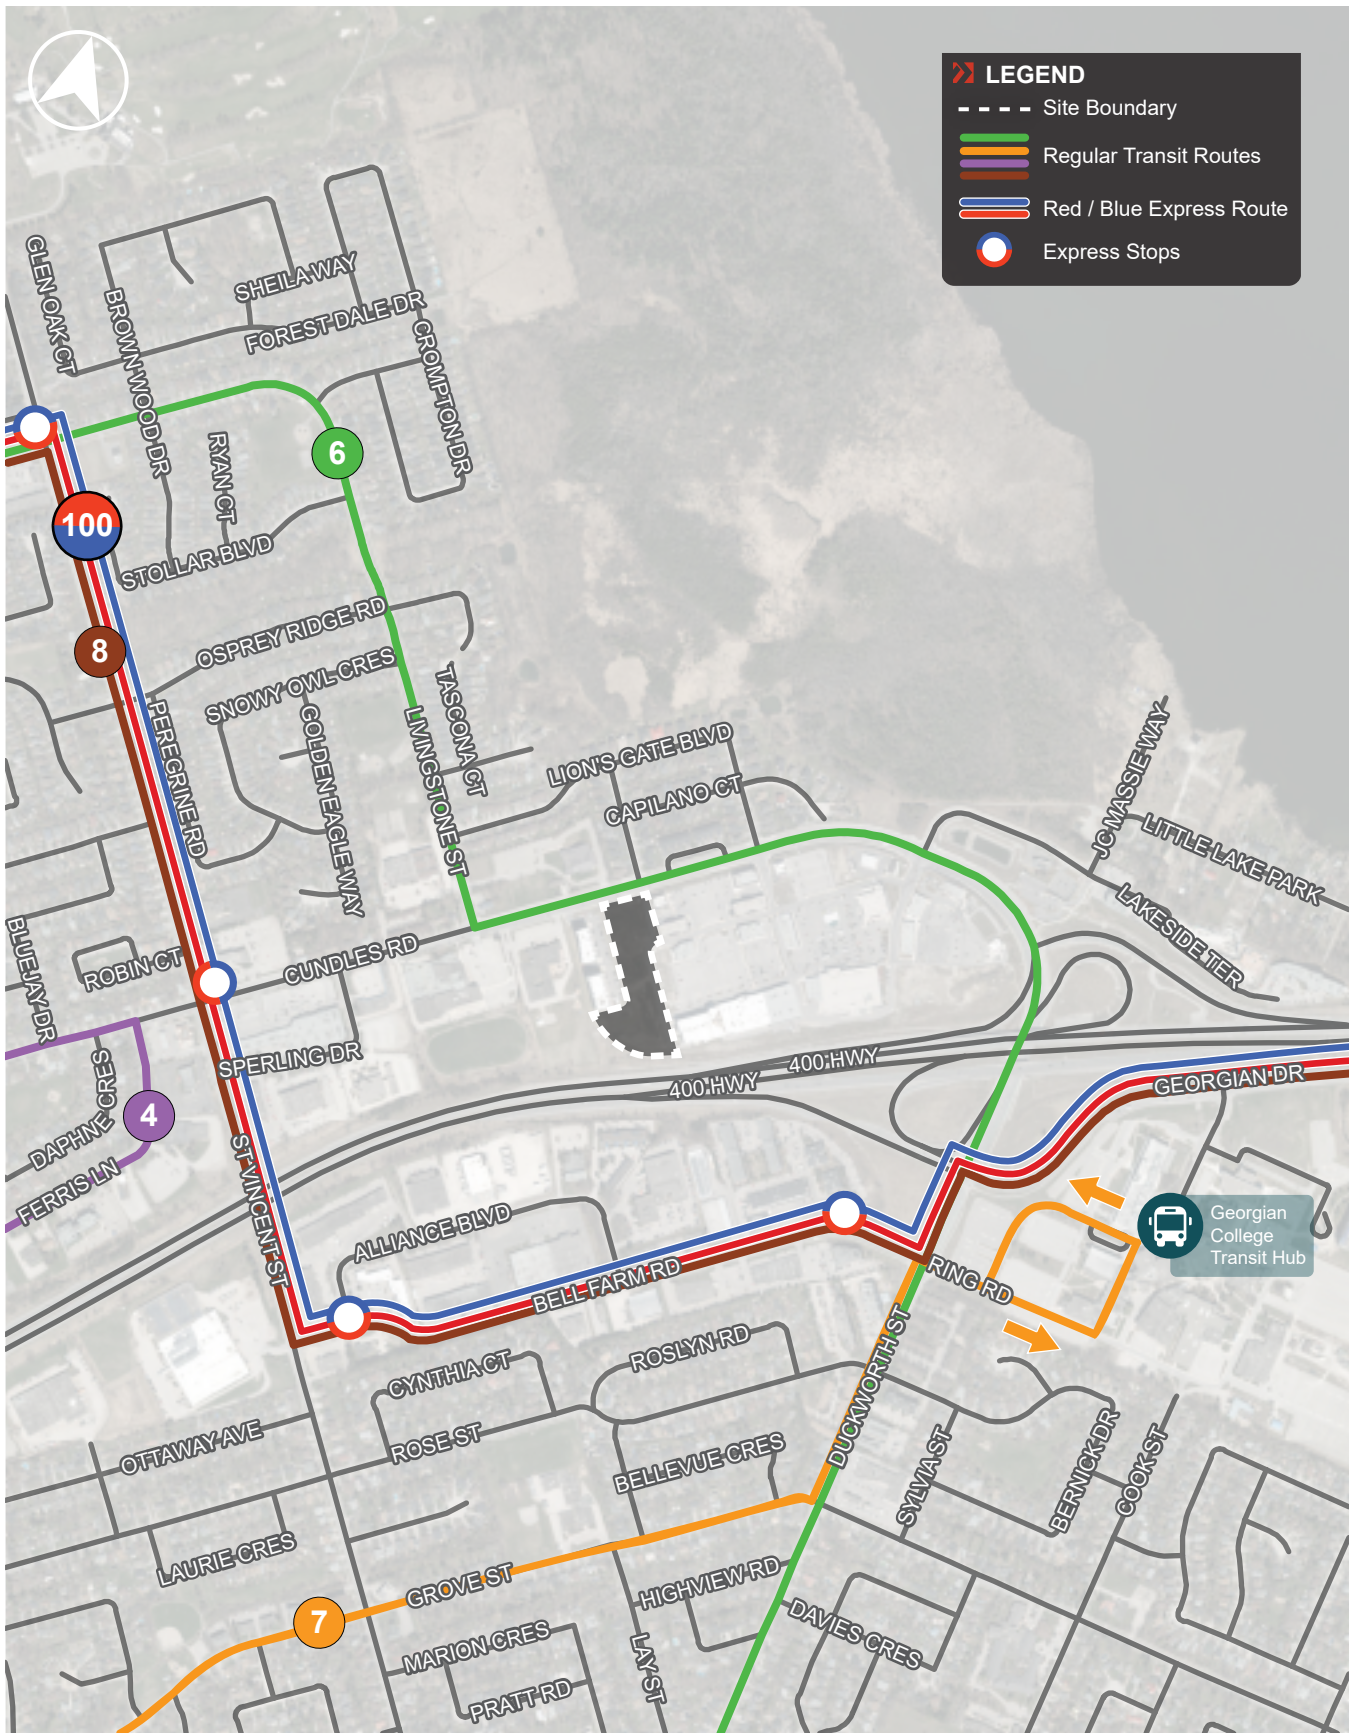 LEGEND
Site Boundary
Regular Transit Routes
Red / Blue Express Route
Express Stops
GLEN OAK CT
BROWN WOOD DR
SHEILA WAY
FOREST DALE DR
CROMPTON DR
6
RYAN CT
100
STOLLAR BLVD
8
OSPREY RIDGE RD
SNOWY OWL CRES
TASCONA CT
PEREGRINE RD
GOLDEN EAGLE WAY
LIVINGSTONE ST
LION'S GATE BLVD
CAPILANO CT
JC MASSIE WAY
LITTLE LAKE PARK
LAKESIDE TER
BLUEJAY DR
ROBIN CT
CUNDLES RD
SPERLING DR
400 HWY
400 HWY
GEORGIAN DR
DAPHNE CRES
4
FERRIS LN
ST VINCENT ST
ALLIANCE BLVD
Georgian
College
Transit Hub
BELL FARM RD
RING RD
DUCKWORTH ST
ROSLYN RD
CYNTHIA CT
OTTAWAY AVE
ROSE ST
BELLEVUE CRES
SYLVIA ST
BERNICK DR
COOK ST
LAURIE CRES
GROVE ST
HIGHVIEW RD
7
MARION CRES
DAVIES CRES
LAY ST
PRATT RD